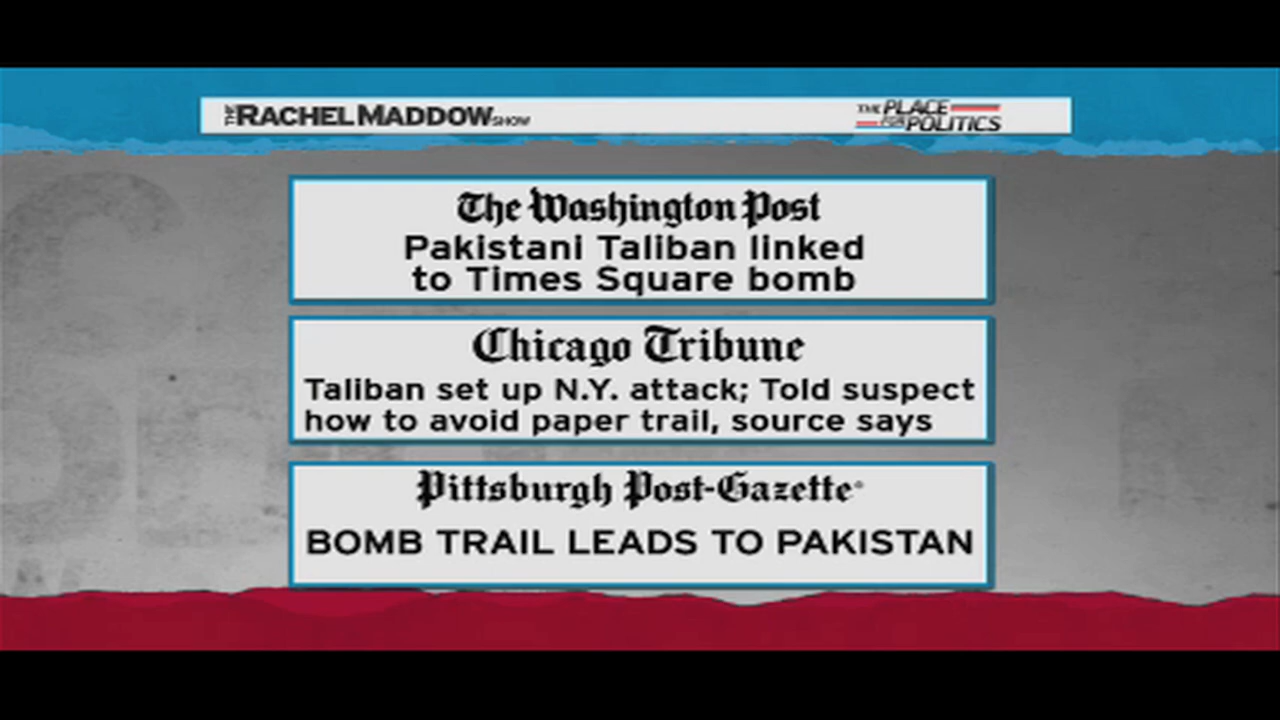 THE RACHEL MADDOW SHOW
THE PLACE
FOR POLITICS
The Washington Post
Pakistani Taliban linked
to Times Square bomb
Chicago Tribune
Taliban set up N.Y. attack; Told suspect
how to avoid paper trail, source says
Pittsburgh Post-Gazette®
BOMB TRAIL LEADS TO PAKISTAN